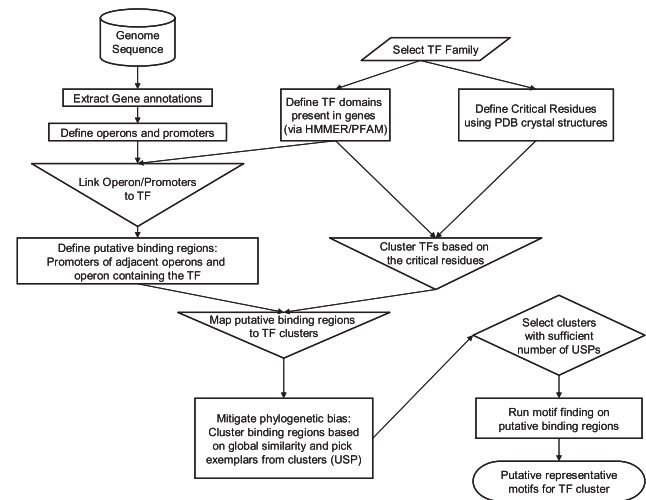 Genome
Sequence
Select TF Family
Extract Gene annotations
Define operons and promoters
Define TF domains
present in genes
(via HMMER/PFAM)
Define Critical Residues
using PDB crystal structures
Link Operon/Promoters
to TF
Define putative binding regions:
Promoters of adjacent operons and
operon containing the TF
Cluster TFs based on
the critical residues
Map putative binding regions
to TF clusters
Select clusters
with sufficient
number of USPs
Mitigate phylogenetic bias:
Cluster binding regions based
on global similarity and pick
exemplars from clusters (USP)
Run motif finding on
putative binding regions
Putative representative
motifs for TF cluster